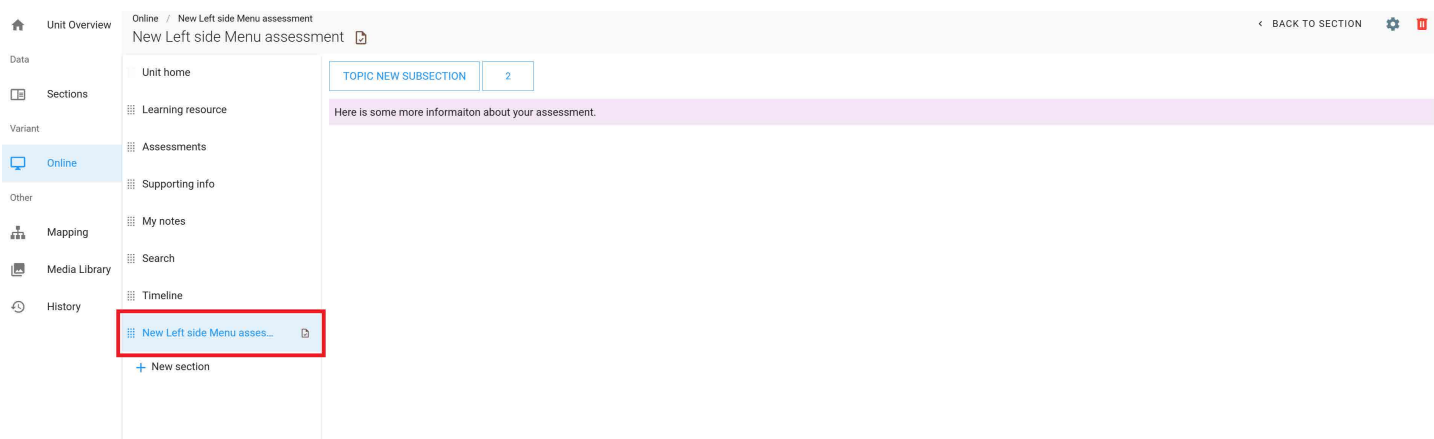 Unit Overview
Data
Sections
Variant
Online
Other
Mapping
Media Library
History
Online / New Left side Menu assessment
New Left side Menu assessment
< BACK TO SECTION
Unit home
Learning resource
Assessments
Supporting info
My notes
Search
Timeline
New Left side Menu asses...
+ New section
TOPIC NEW SUBSECTION
2
Here is some more informaiton about your assessment.